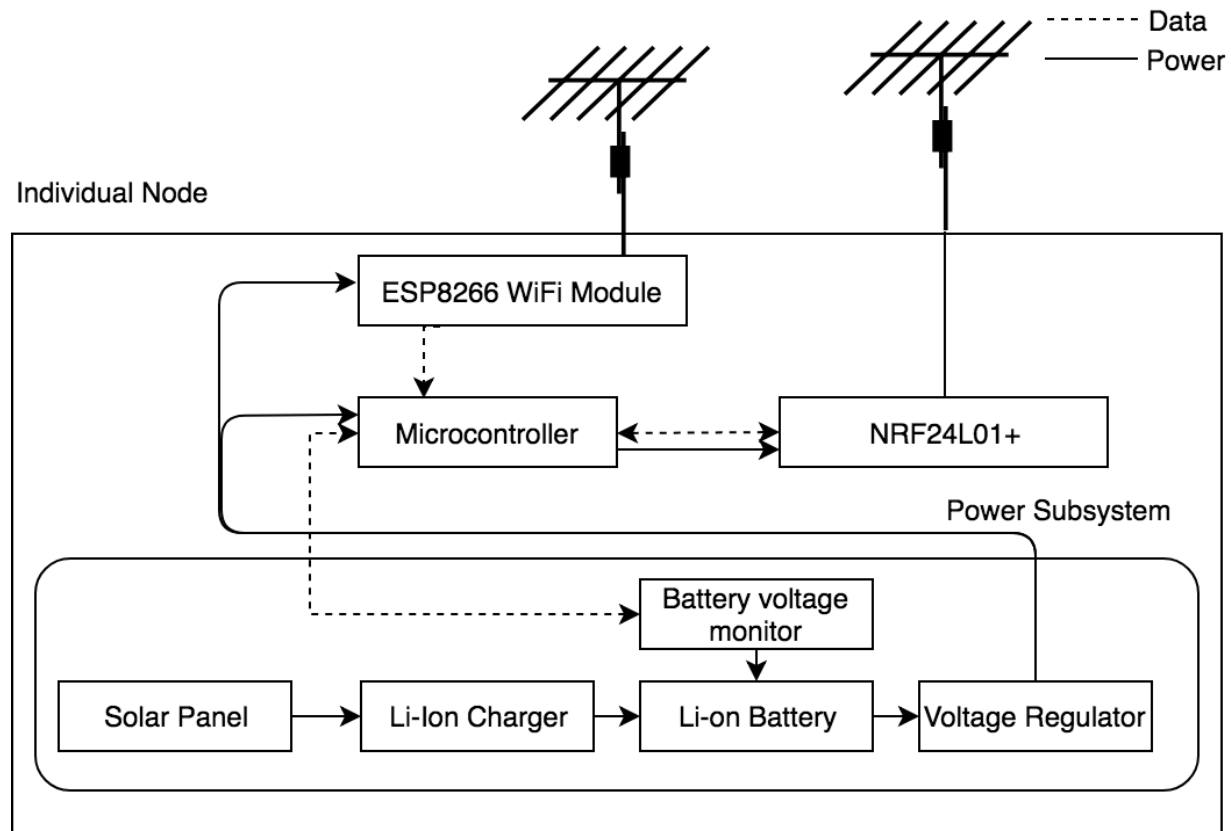 Data
Power
Individual Node
ESP8266 WiFi Module
Microcontroller
NRF24L01+
Power Subsystem
Battery voltage
monitor
Solar Panel
Li-Ion Charger
Li-on Battery
Voltage Regulator